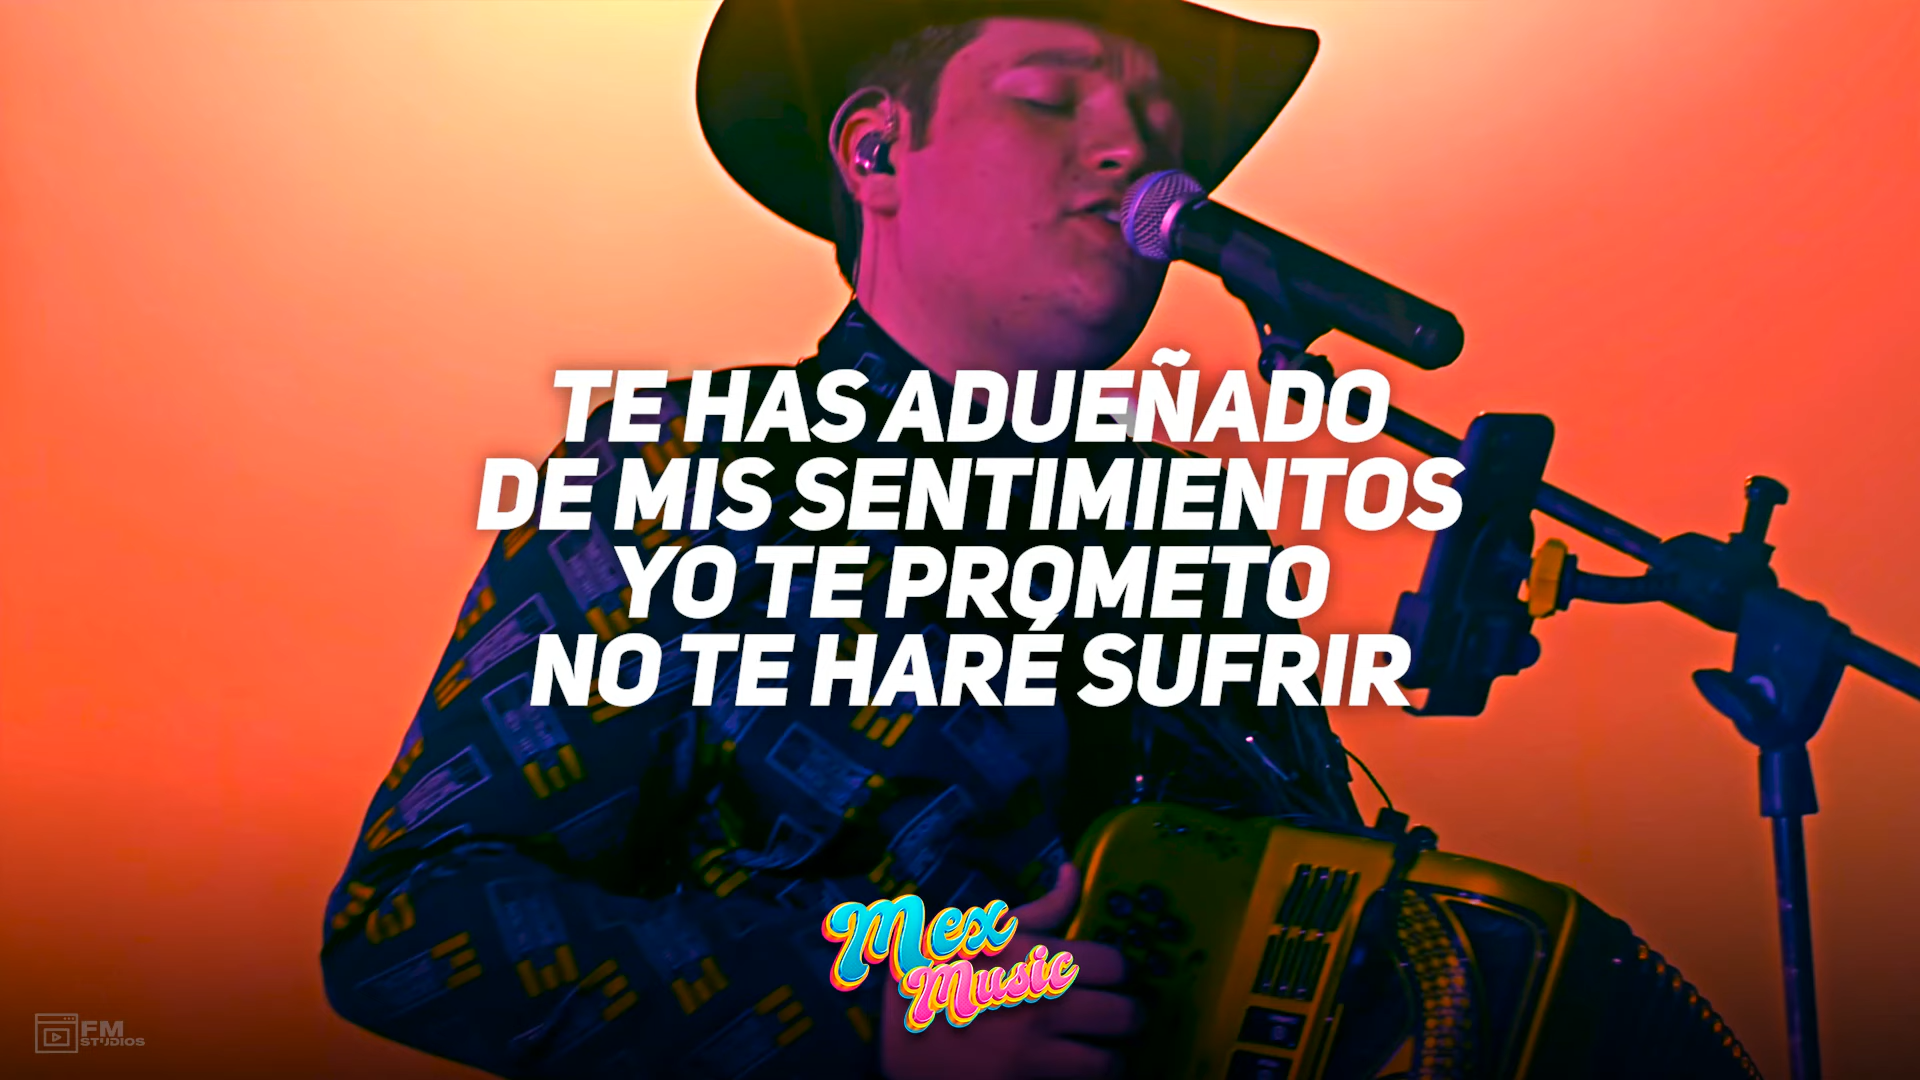 TE HAS ADUEÑADO
DE MIS SENTIMIENTOS
YO TE PROMETO
NO TE HARÉ SUFRIR
Mex
Music
FM
STUDIOS